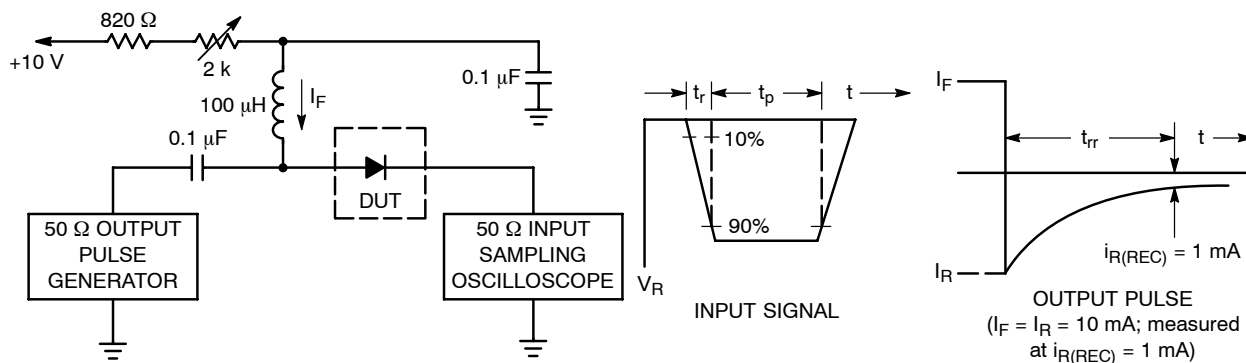 820 Ω
+10 V
2 k
100 μH
I_F
0.1 μF
0.1 μF
DUT
50 Ω OUTPUT
PULSE
GENERATOR
50 Ω INPUT
SAMPLING
OSCILLOSCOPE
t_r
t_p
t
10%
90%
V_R
INPUT SIGNAL
I_F
t_rr
t
I_R
i_R(REC) = 1 mA
OUTPUT PULSE
(I_F = I_R = 10 mA; measured
at i_R(REC) = 1 mA)